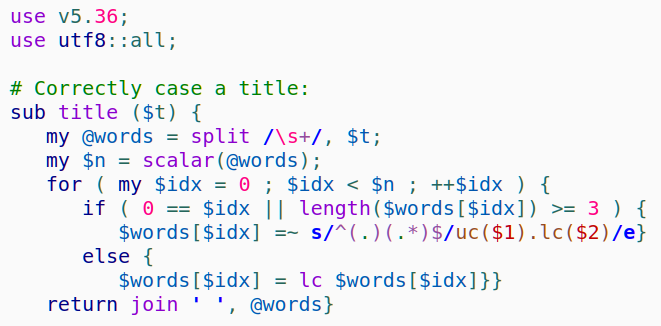 use v5.36;
use utf8::all;

# Correctly case a title:
sub title ($t) {
   my @words = split /\s+/, $t;
   my $n = scalar(@words);
   for ( my $idx = 0 ; $idx < $n ; ++$idx ) {
      if ( 0 == $idx || length($words[$idx]) >= 3 ) {
         $words[$idx] =~ s/^(.)(.*)$/uc($1).lc($2)/e}
      else {
         $words[$idx] = lc $words[$idx]}}
   return join ' ', @words}